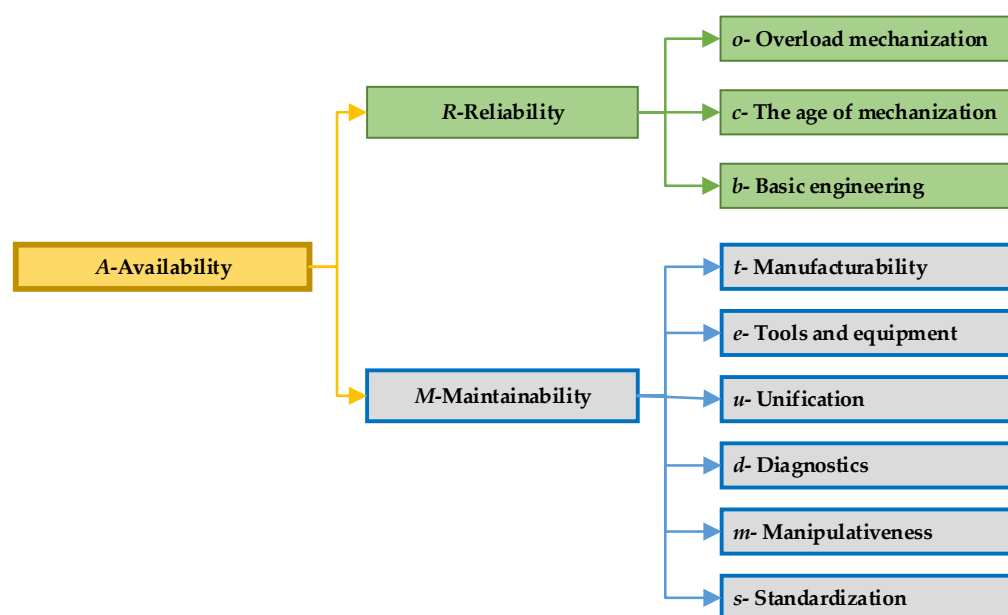 o- Overload mechanization
R-Reliability
c- The age of mechanization
b- Basic engineering
A-Availability
t- Manufacturability
e- Tools and equipment
M-Maintainability
u- Unification
d- Diagnostics
m- Manipulativeness
s- Standardization